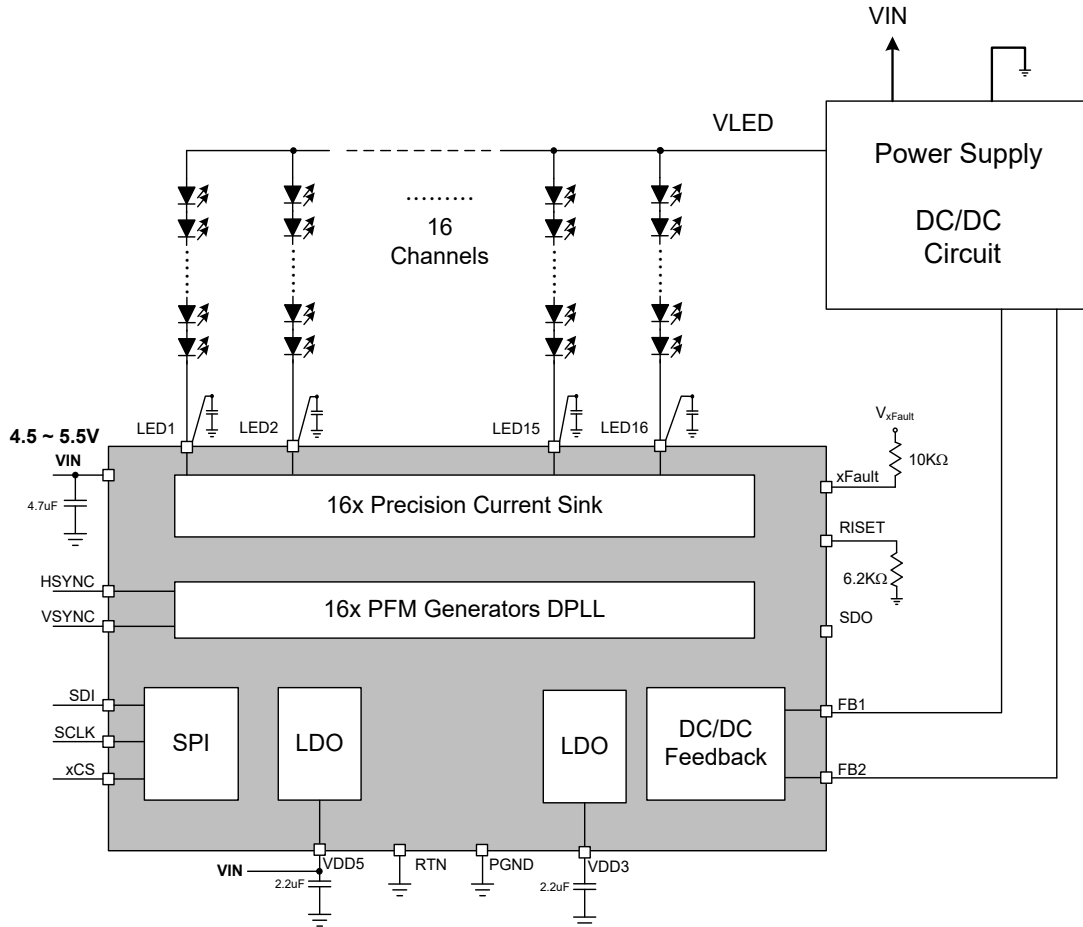 VIN
VLED
Power Supply
DC/DC
Circuit
.........
16
Channels
4.5 ~ 5.5V
VIN
4.7uF
LED1
LED2
LED15
LED16
VxFault
10KΩ
xFault
16x Precision Current Sink
RISET
6.2KΩ
HSYNC
VSYNC
16x PFM Generators DPLL
SDO
SDI
SCLK
xCS
SPI
LDO
LDO
DC/DC
Feedback
FB1
FB2
VIN
VDD5
2.2uF
RTN
PGND
VDD3
2.2uF